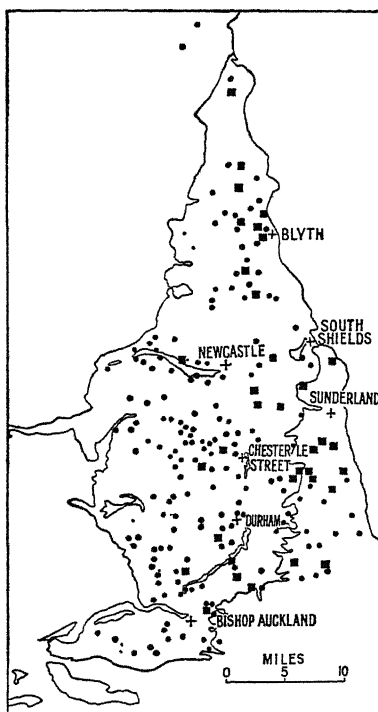 BLYTH
SOUTH
SHIELDS
NEWCASTLE
SUNDERLAND
CHESTER LE
STREET
DURHAM
BISHOP AUCKLAND
MILES
0 5 10